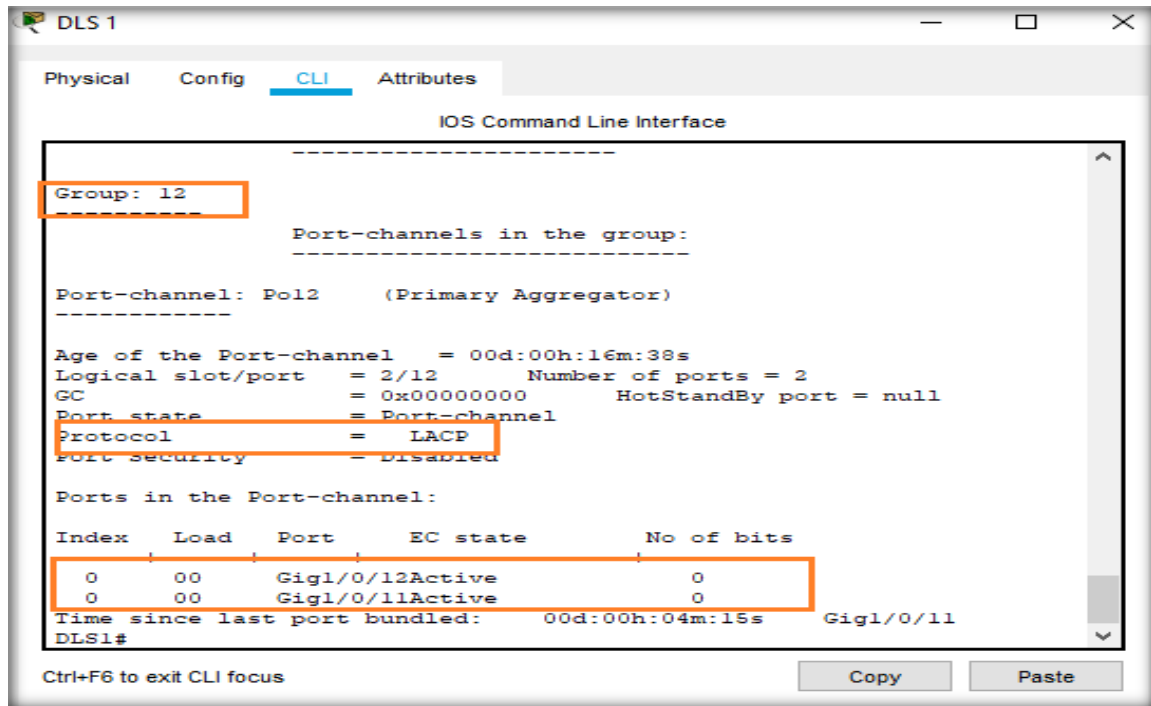 DLS 1
Physical Config CLI Attributes
IOS Command Line Interface
-----------------------
Group: 12
----------
Port-channels in the group:
---------------------------
Port-channel: Po12 (Primary Aggregator)
------------
Age of the Port-channel = 00d:00h:16m:38s
Logical slot/port = 2/12 Number of ports = 2
GC = 0x00000000 HotStandBy port = null
Port state = Port-channel
Protocol = LACP
Port Security = Disabled
Ports in the Port-channel:
Index Load Port EC state No of bits
0 00 Gig1/0/12Active 0
0 00 Gig1/0/11Active 0
Time since last port bundled: 00d:00h:04m:15s Gig1/0/11
DLS1#
Ctrl+F6 to exit CLI focus
Copy Paste